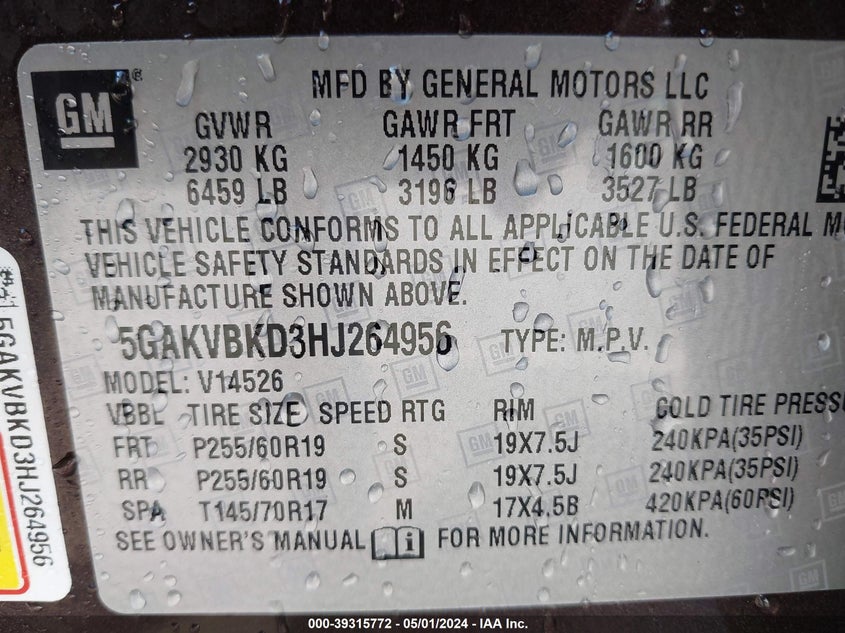 GM ®
MFD BY GENERAL MOTORS LLC
GVWR GAWR FRT GAWR RR
2930 KG 1450 KG 1600 KG
6459 LB 3196 LB 3527 LB
THIS VEHICLE CONFORMS TO ALL APPLICABLE U.S. FEDERAL
VEHICLE SAFETY STANDARDS IN EFFECT ON THE DATE OF
MANUFACTURE SHOWN ABOVE.
5GAKVBKD3HJ264956 TYPE: M.P.V.
MODEL: V14526
VBBL TIRE SIZE SPEED RTG RIM COLD TIRE PRESSU
FRT P255/60R19 S 19X7.5J 240KPA(35PSI)
RR P255/60R19 S 19X7.5J 240KPA(35PSI)
SPA T145/70R17 M 17X4.5B 420KPA(60PSI)
SEE OWNER'S MANUAL i FOR MORE INFORMATION.
5GAKVBKD3HJ264956
000-39315772 - 05/01/2024 - IAA Inc.